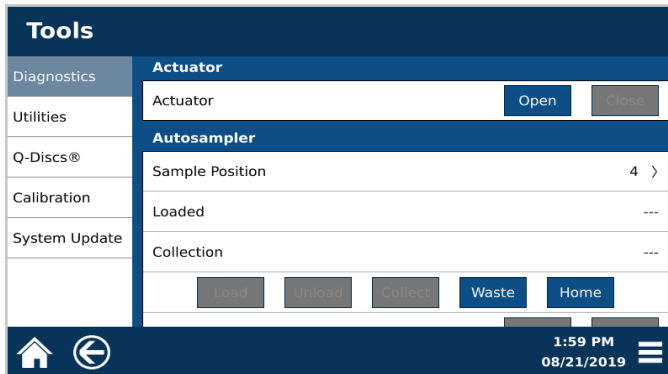 Tools
Diagnostics
Utilities
Q-Discs®
Calibration
System Update
Actuator
Actuator Open Close
Autosampler
Sample Position 4 〉
Loaded ---
Collection ---
Load Unload Collect Waste Home
1:59 PM
08/21/2019